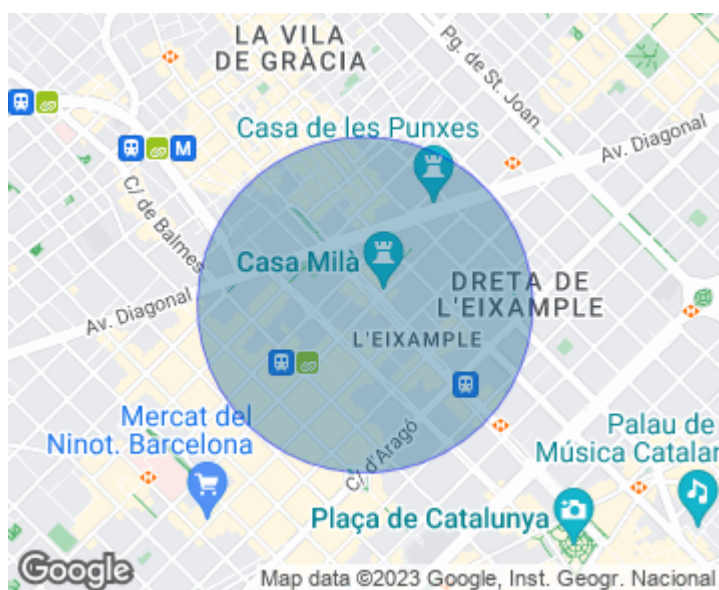 LA VILA
DE GRÀCIA
Pg. de St. Joan
M
Casa de les Punxes
Av. Diagonal
C/ de Balmes
Casa Milà
DRETA DE
L'EIXAMPLE
Av. Diagonal
L'EIXAMPLE
Mercat del
Ninot. Barcelona
C/ d'Aragó
Palau de
Música Catalar
Plaça de Catalunya
Google
Map data ©2023 Google, Inst. Geogr. Nacional